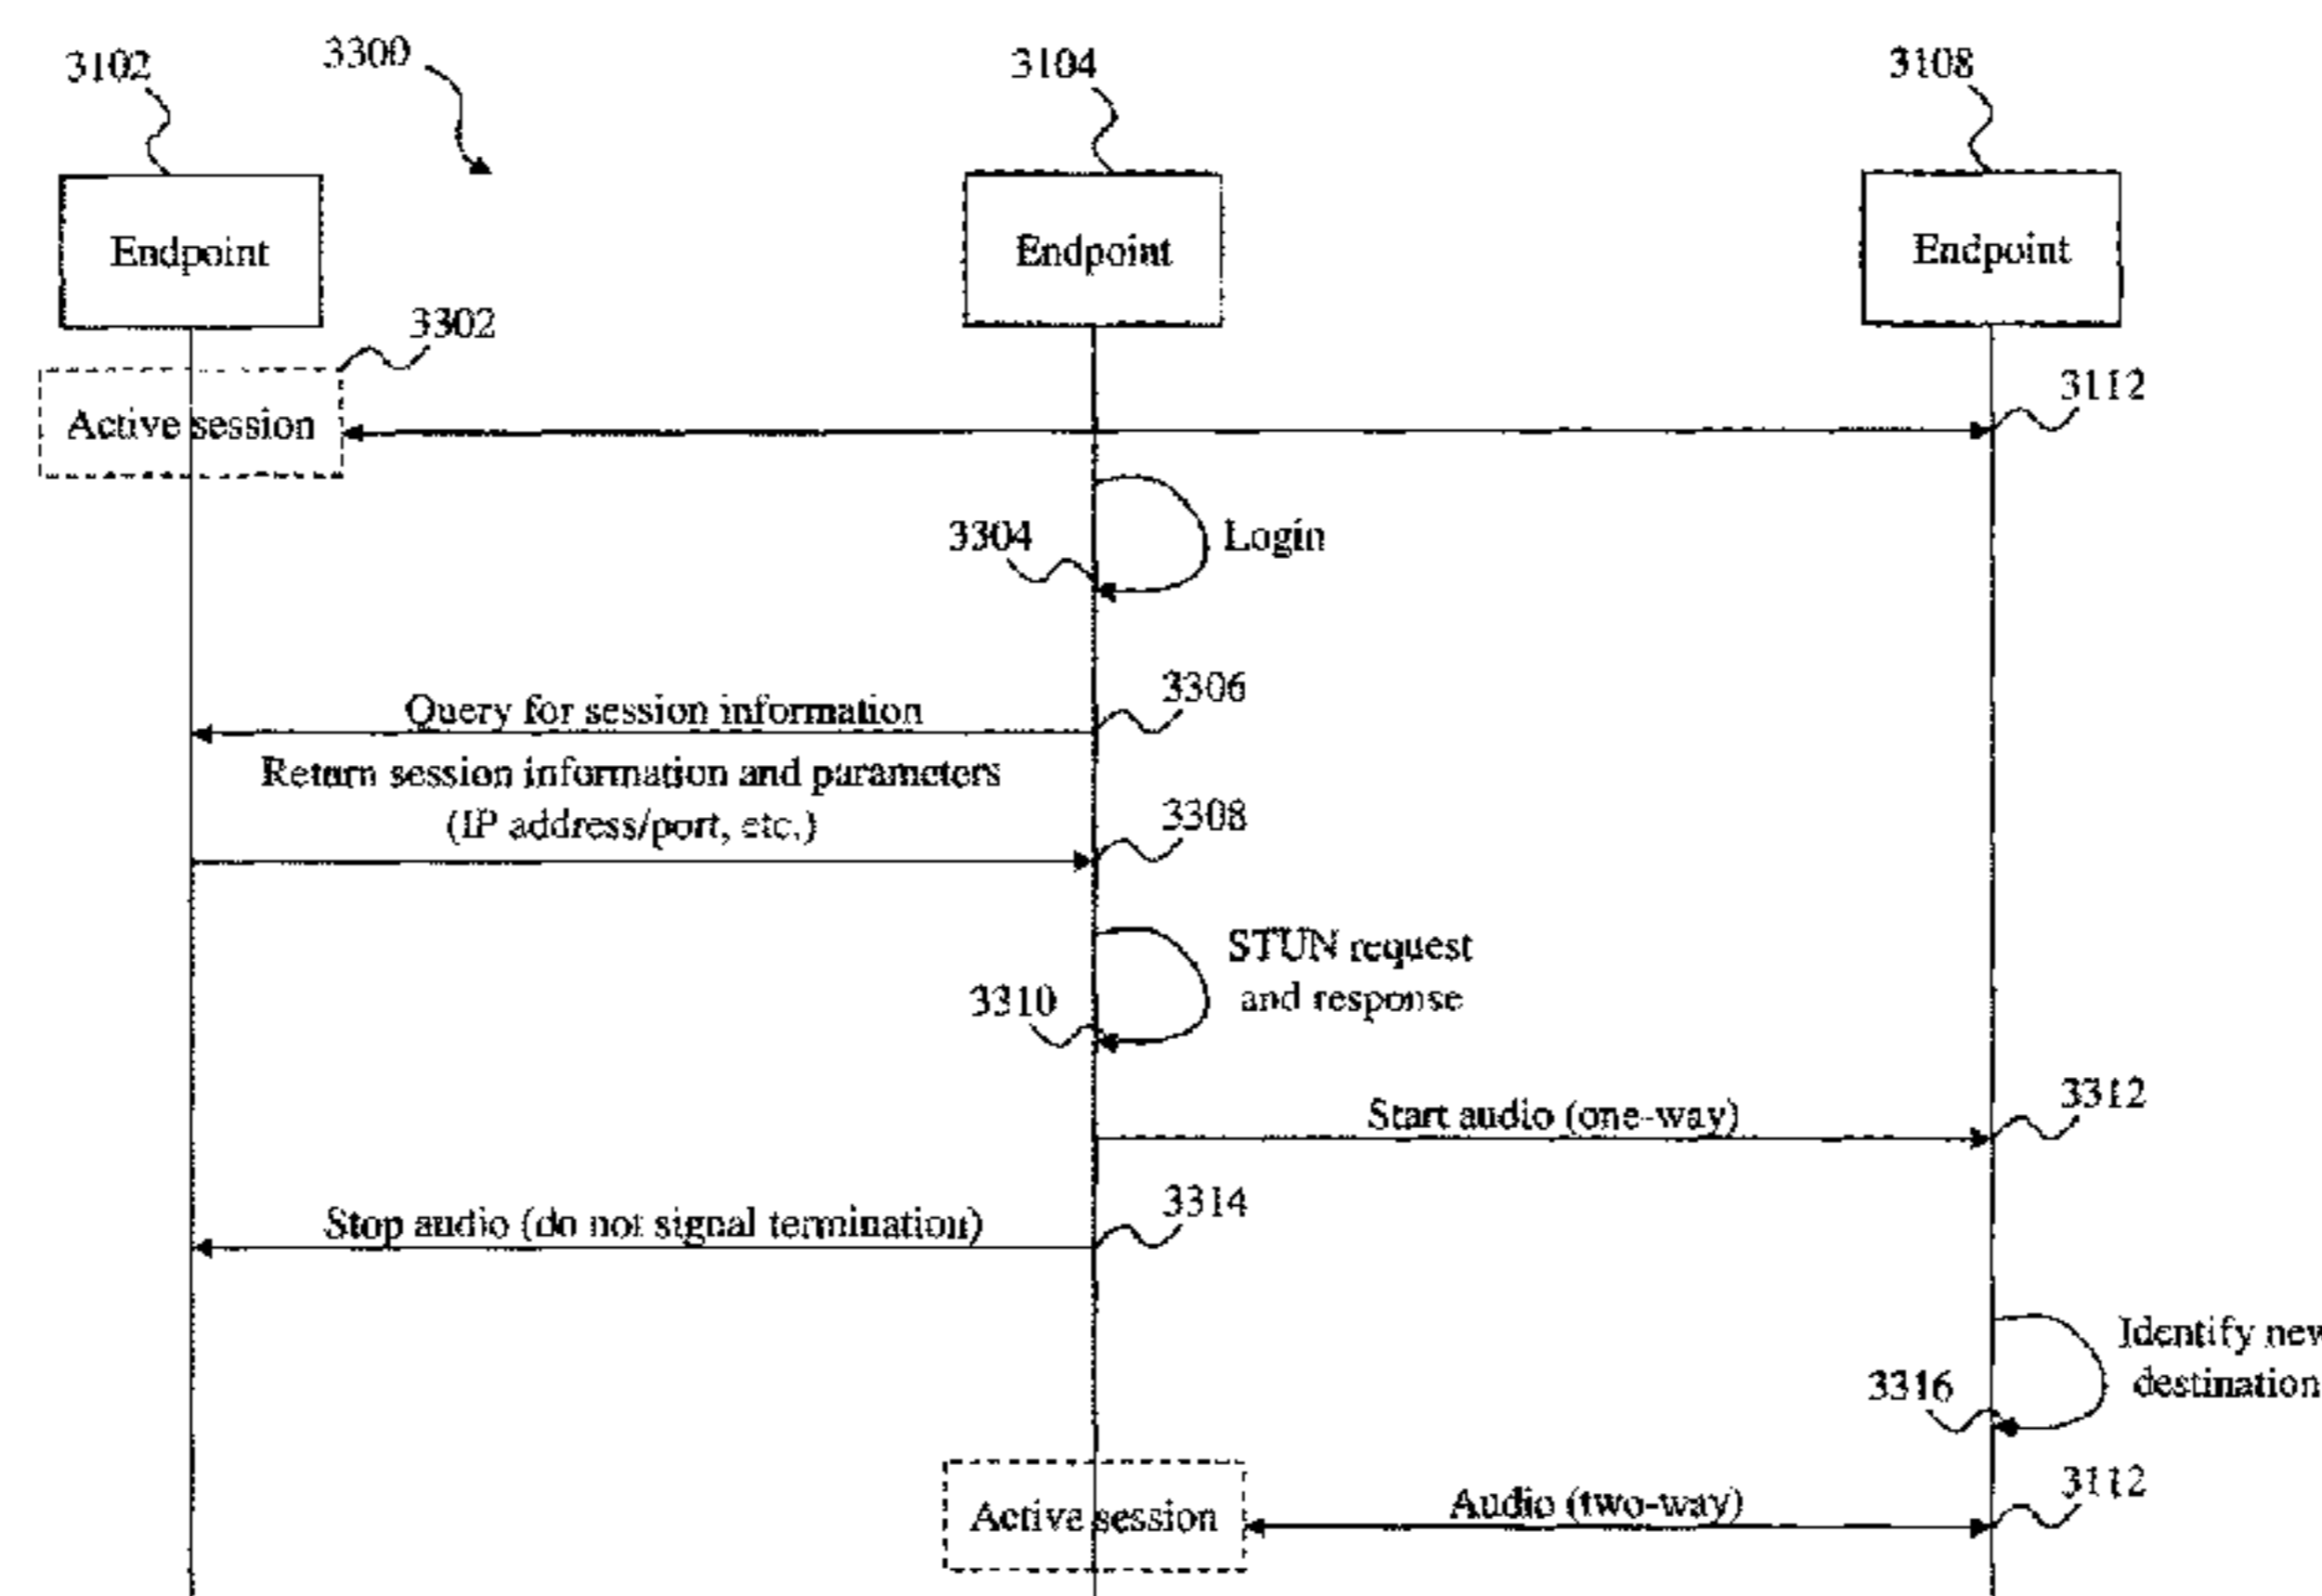 3102
3300
3104
3108
Endpoint
Endpoint
Endpoint
3302
Active session
3112
3304
Login
3306
Query for session information
Return session information and parameters
(IP address/port, etc.)
3308
STUN request
and response
3310
3312
Start audio (one-way)
3314
Stop audio (do not signal termination)
Identify new
destination
3316
3112
Audio (two-way)
Active session